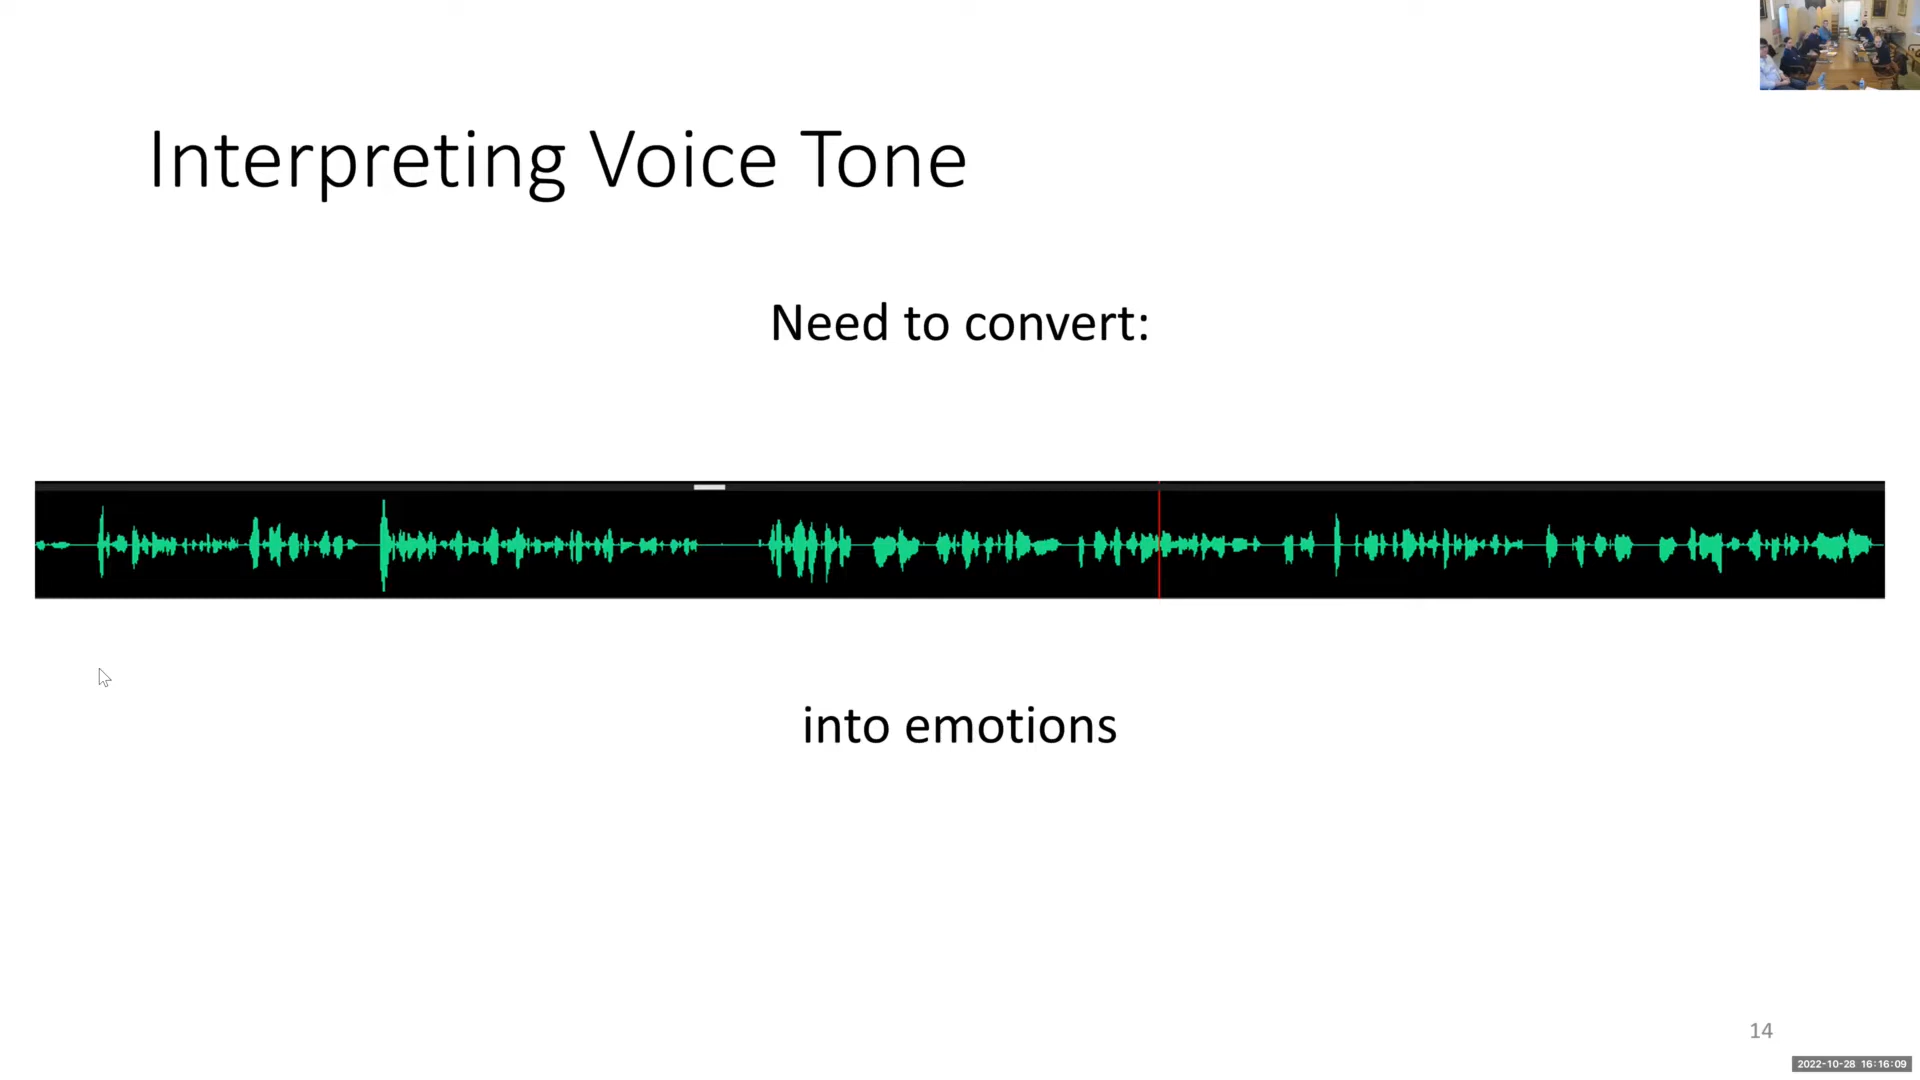 Interpreting Voice Tone
Need to convert:
into emotions
14
2022-10-28 16:16:09